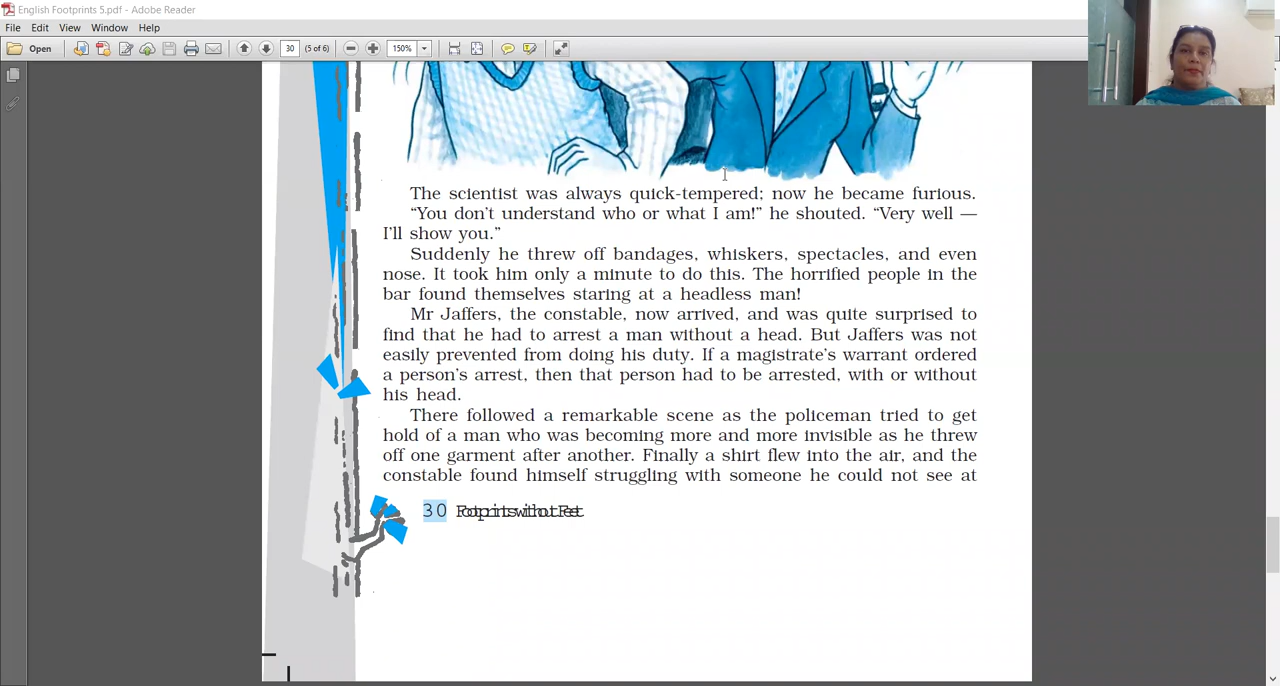 English Footprints 5.pdf - Adobe Reader
File Edit View Window Help
Open 30 (5 of 6) 150%
The scientist was always quick-tempered; now he became furious.
“You don’t understand who or what I am!” he shouted. “Very well —
I’ll show you.”
Suddenly he threw off bandages, whiskers, spectacles, and even
nose. It took him only a minute to do this. The horrified people in the
bar found themselves staring at a headless man!
Mr Jaffers, the constable, now arrived, and was quite surprised to
find that he had to arrest a man without a head. But Jaffers was not
easily prevented from doing his duty. If a magistrate’s warrant ordered
a person’s arrest, then that person had to be arrested, with or without
his head.
There followed a remarkable scene as the policeman tried to get
hold of a man who was becoming more and more invisible as he threw
off one garment after another. Finally a shirt flew into the air, and the
constable found himself struggling with someone he could not see at
30 Footprints without Feet